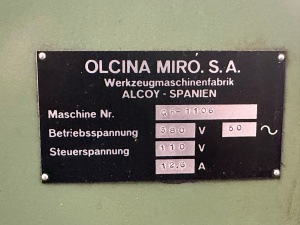 OLCINA MIRO. S.A.
Werkzeugmaschinenfabrik
ALCOY - SPANIEN
Maschine Nr.
Betriebsspannung 380 V 50 ~
Steuerspannung 110 V
12.5 A